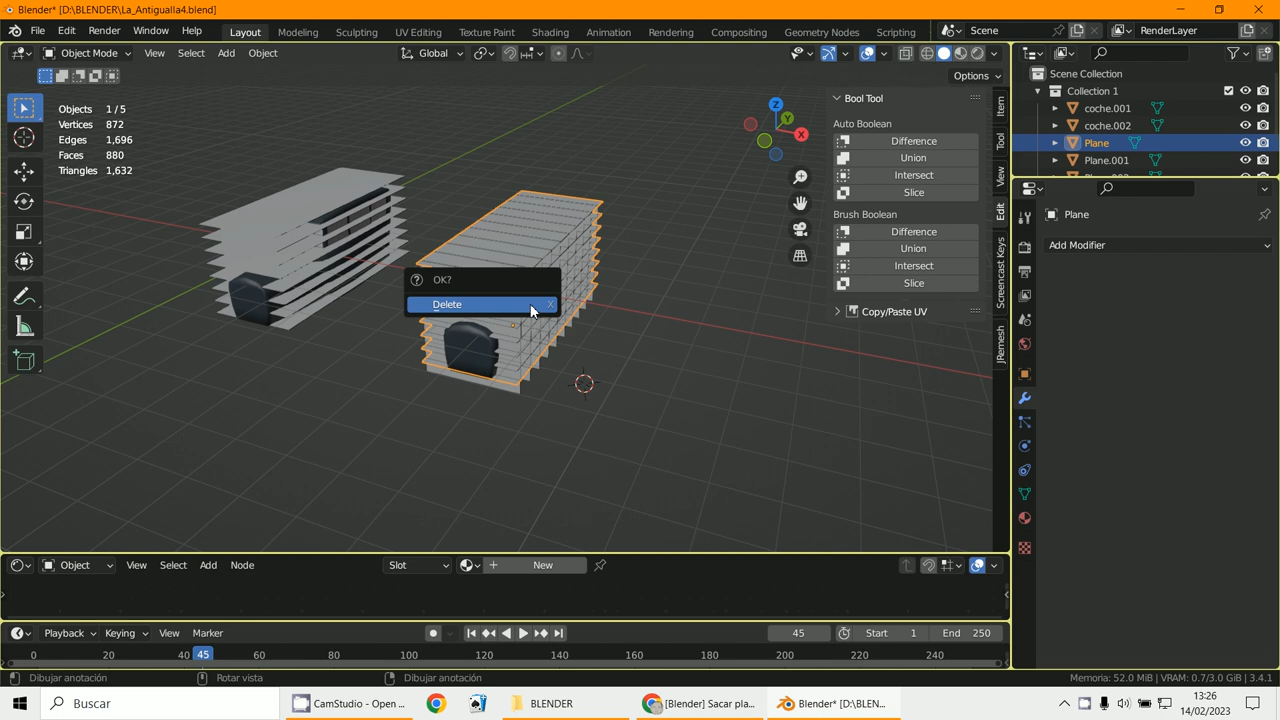 Blender* [D:\BLENDER\La_Antigualla4.blend]
File Edit Render Window Help Layout Modeling Sculpting UV Editing Texture Paint Shading Animation Rendering Compositing Geometry Nodes Scripting Scene RenderLayer
Object Mode View Select Add Object Global
Options
Objects 1 / 5
Vertices 872
Edges 1,696
Faces 880
Triangles 1,632
Z
Y
X
Bool Tool
Auto Boolean
Difference
Union
Intersect
Slice
Brush Boolean
Difference
Union
Intersect
Slice
Copy/Paste UV
Item
Tool
View
Edit
Screencast Keys
JRemesh
OK?
Delete X
Scene Collection
Collection 1
coche.001
coche.002
Plane
Plane.001
Plane
Add Modifier
Object View Select Add Node Slot New
Playback Keying View Marker 45 Start 1 End 250
0 20 40 45 60 80 100 120 140 160 180 200 220 240
Dibujar anotación Rotar vista Dibujar anotación Memoria: 52.0 MiB | VRAM: 0.7/3.0 GiB | 3.4.1
Buscar CamStudio - Open ... BLENDER [Blender] Sacar pla... Blender* [D:\BLEN...
13:26
14/02/2023